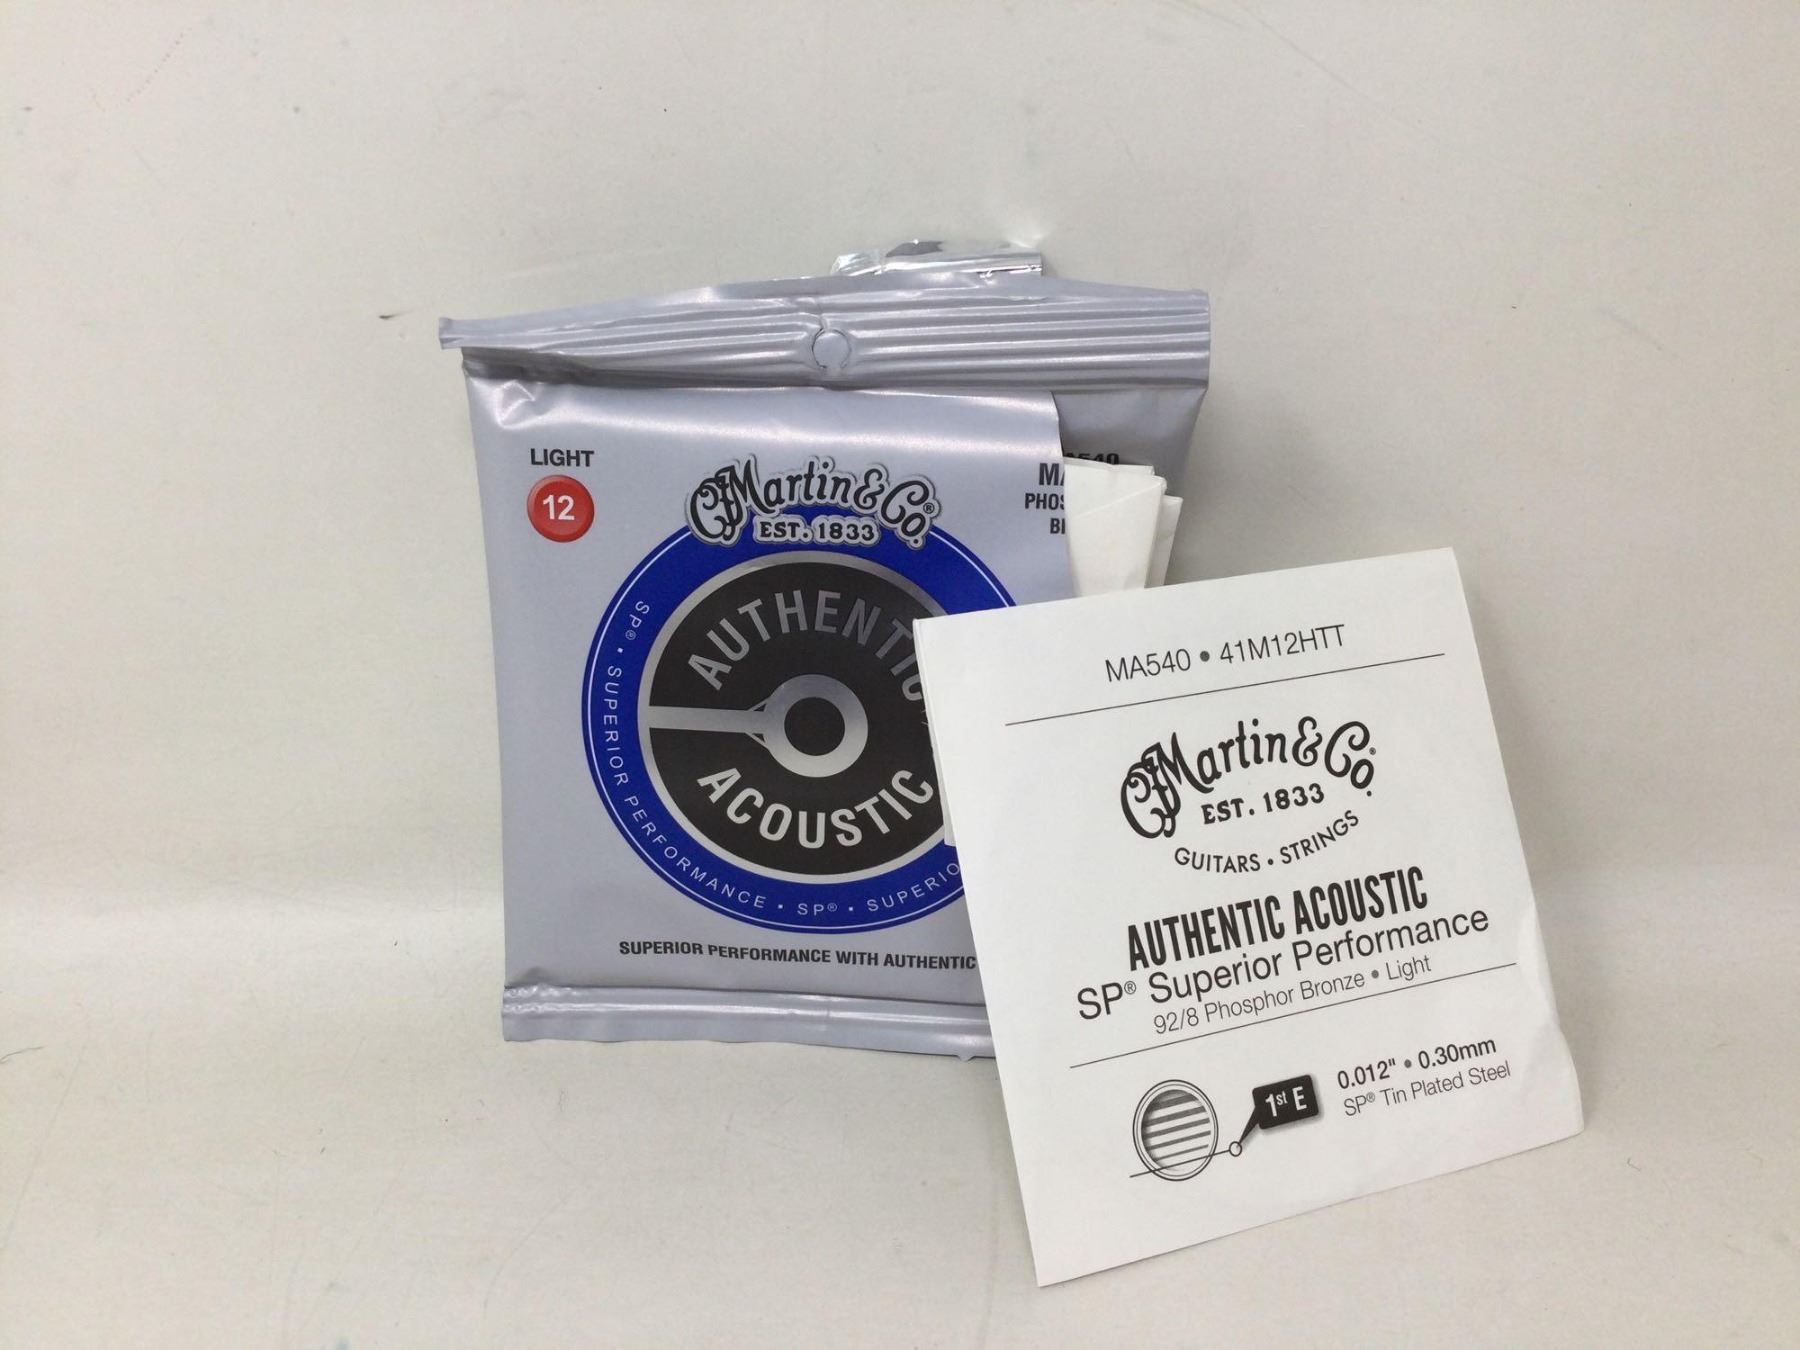 LIGHT
12
Martin & Co.®
EST. 1833
AUTHENTIC
ACOUSTIC
SP® • SUPERIOR PERFORMANCE • SP® • SUPERIO
SUPERIOR PERFORMANCE WITH AUTHENTIC
MA540 • 41M12HTT
Martin & Co.®
EST. 1833
GUITARS • STRINGS
AUTHENTIC ACOUSTIC
SP® Superior Performance
92/8 Phosphor Bronze • Light
1st E
0.012" • 0.30mm
SP® Tin Plated Steel